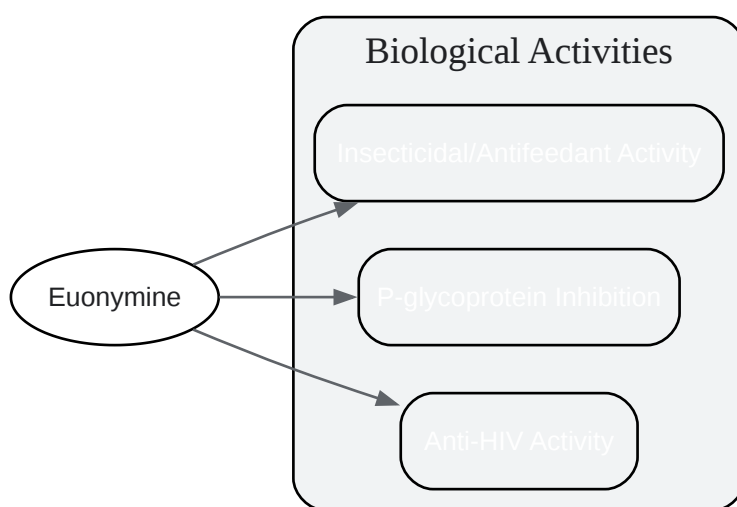 Biological Activities
Insecticidal/Antifeedant Activity
Euonymine
P-glycoprotein Inhibition
Anti-HIV Activity